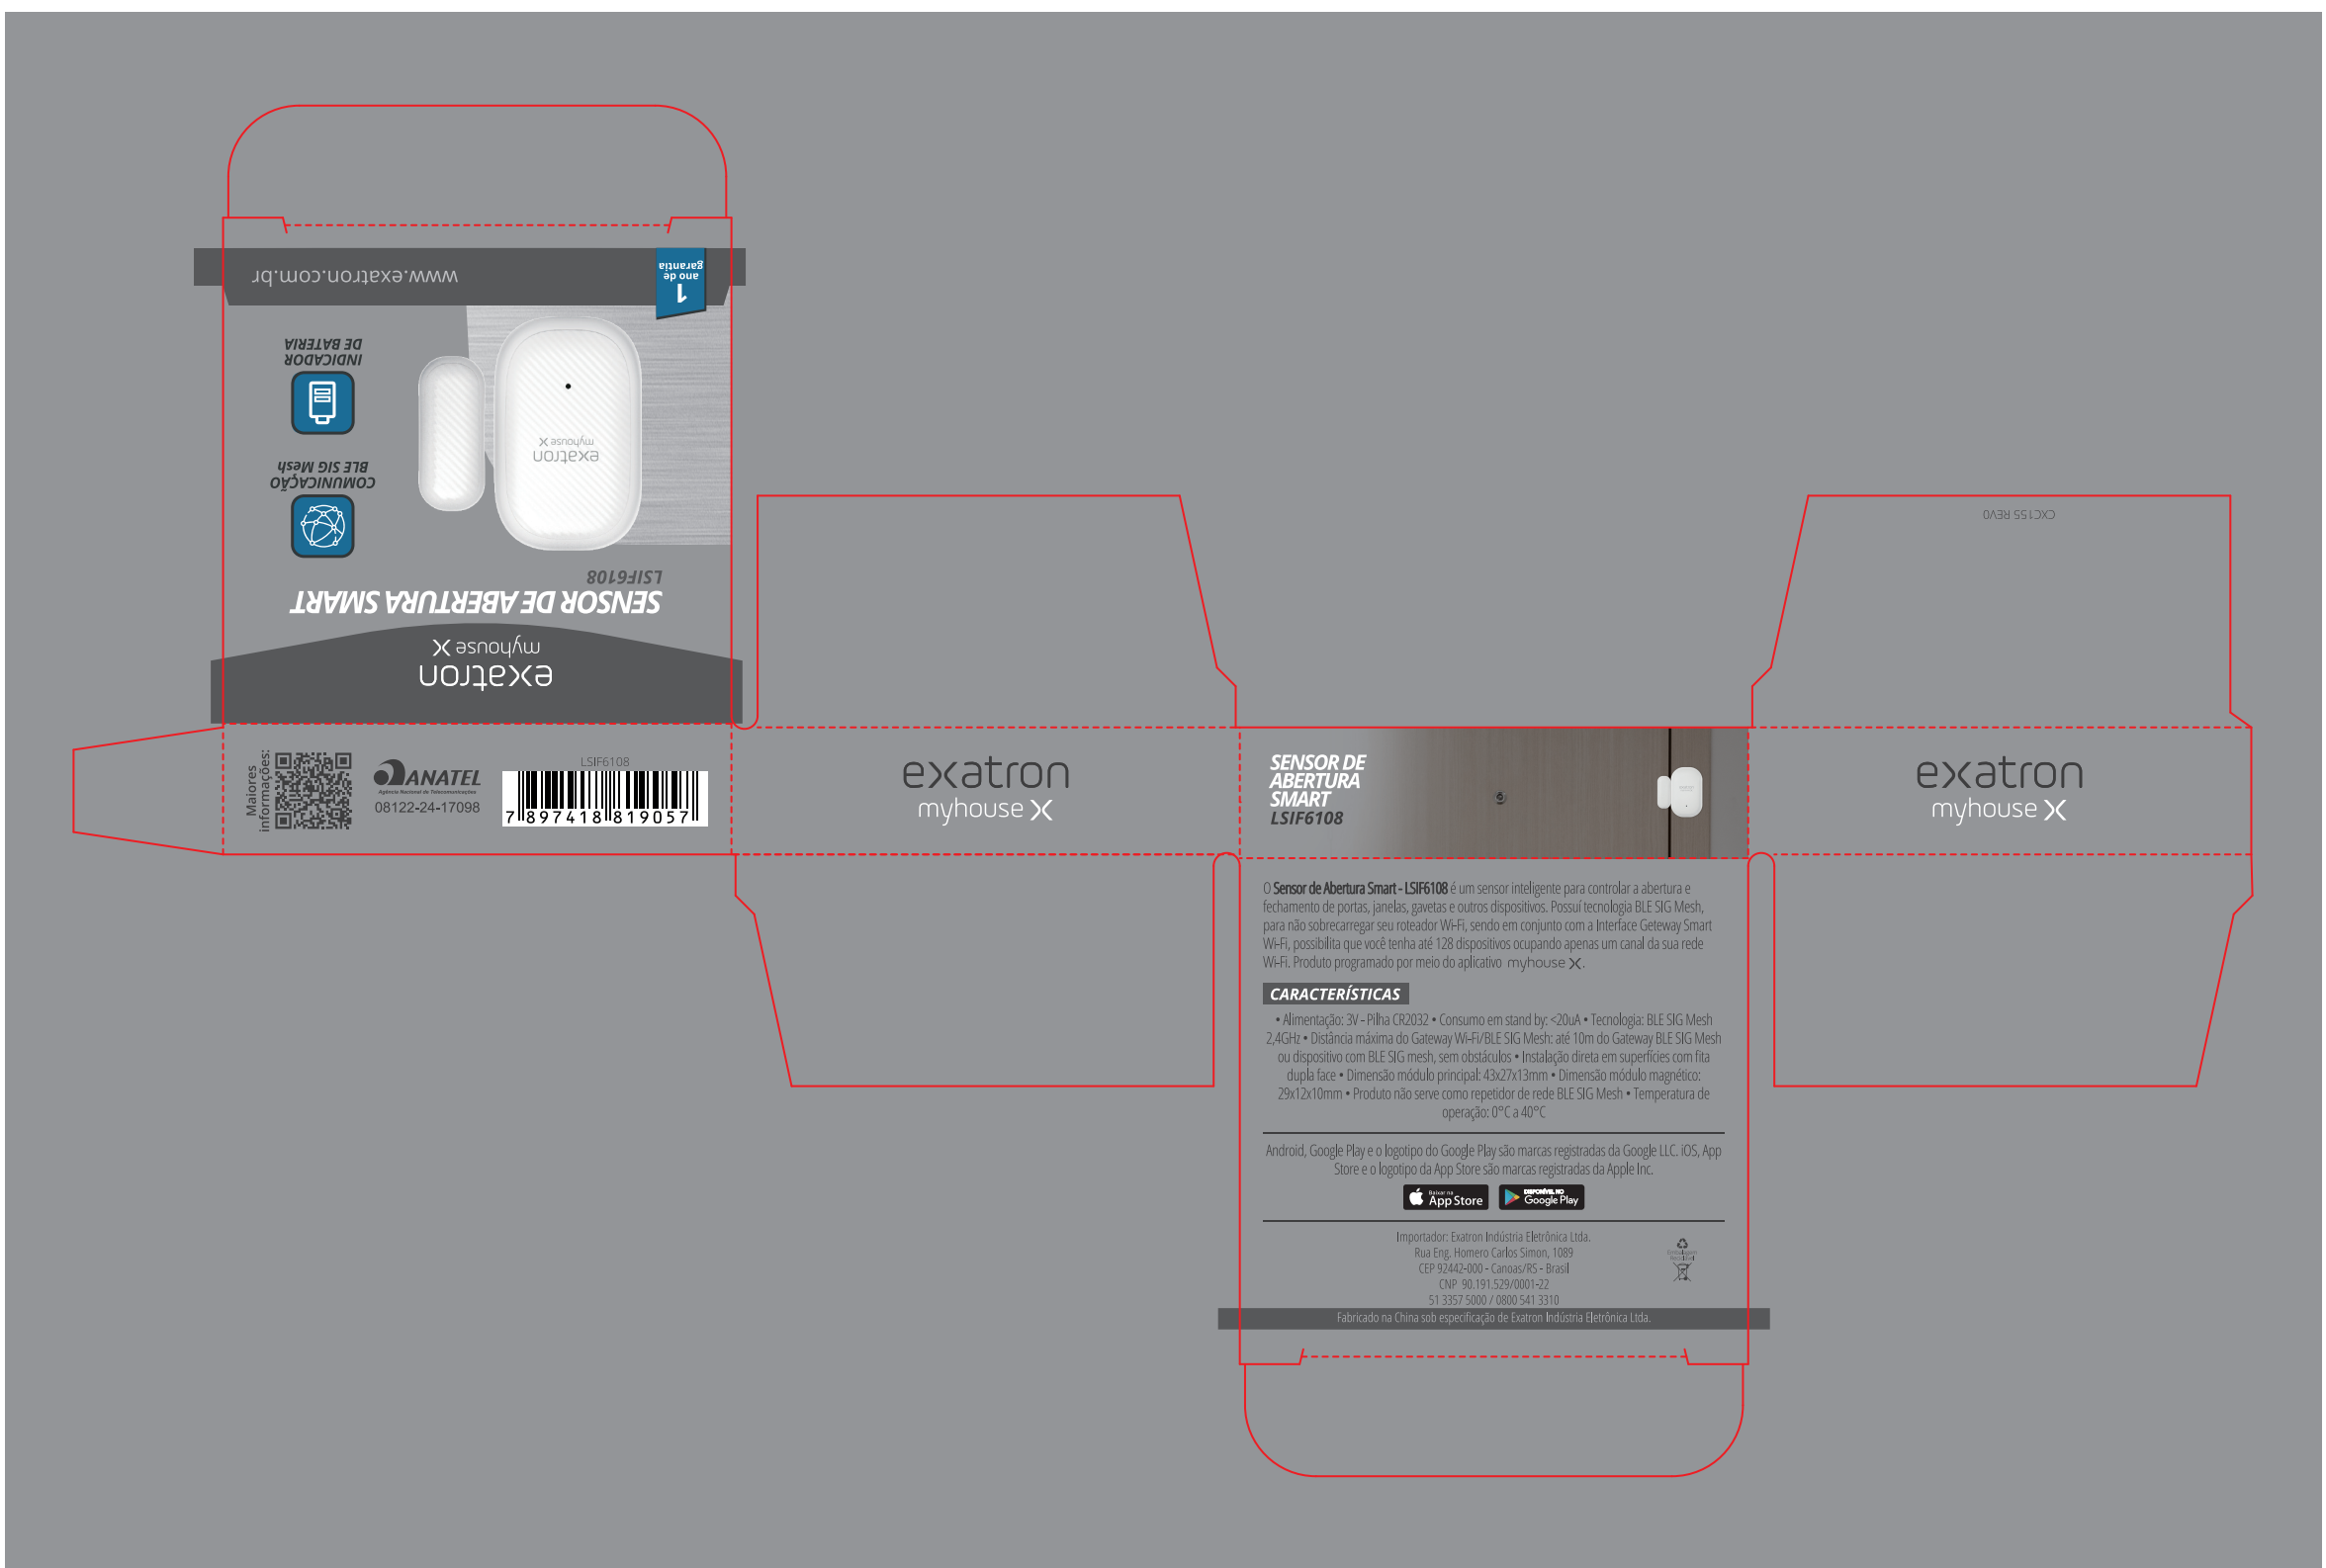 www.exatron.com.br
1
ano de
garantia
INDICADOR
DE BATERIA
COMUNICAÇÃO
BLE SIG Mesh
exatron
myhouse X
LSIF6108
SENSOR DE ABERTURA SMART
exatron
myhouse X
CXC155 REV0
Maiores
informações:
ANATEL
Agência Nacional de Telecomunicações
08122-24-17098
LSIF6108
7 897418 819057
exatron
myhouse X
SENSOR DE
ABERTURA
SMART
LSIF6108
exatron
myhouse X
O Sensor de Abertura Smart - LSIF6108 é um sensor inteligente para controlar a abertura e
fechamento de portas, janelas, gavetas e outros dispositivos. Possuí tecnologia BLE SIG Mesh,
para não sobrecarregar seu roteador Wi-Fi, sendo em conjunto com a Interface Geteway Smart
Wi-Fi, possibilita que você tenha até 128 dispositivos ocupando apenas um canal da sua rede
Wi-Fi. Produto programado por meio do aplicativo myhouse X.
CARACTERÍSTICAS
• Alimentação: 3V - Pilha CR2032 • Consumo em stand by: <20uA • Tecnologia: BLE SIG Mesh
2,4GHz • Distância máxima do Gateway Wi-Fi/BLE SIG Mesh: até 10m do Gateway BLE SIG Mesh
ou dispositivo com BLE SIG mesh, sem obstáculos • Instalação direta em superfícies com fita
dupla face • Dimensão módulo principal: 43x27x13mm • Dimensão módulo magnético:
29x12x10mm • Produto não serve como repetidor de rede BLE SIG Mesh • Temperatura de
operação: 0°C a 40°C
Android, Google Play e o logotipo do Google Play são marcas registradas da Google LLC. iOS, App
Store e o logotipo da App Store são marcas registradas da Apple Inc.
Baixar na
App Store
DISPONÍVEL NO
Google Play
Importador: Exatron Indústria Eletrônica Ltda.
Rua Eng. Homero Carlos Simon, 1089
CEP 92442-000 - Canoas/RS - Brasil
CNP 90.191.529/0001-22
51 3357 5000 / 0800 541 3310
Embalagem
Reciclável
Fabricado na China sob especificação de Exatron Indústria Eletrônica Ltda.